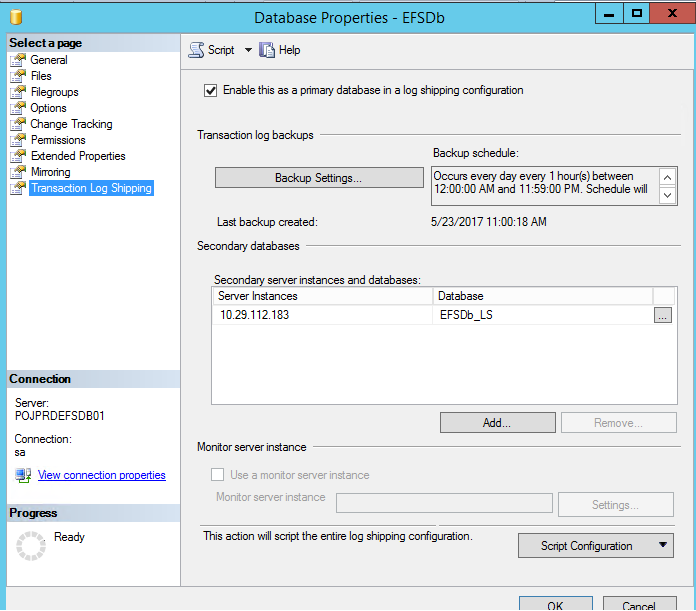 Database Properties - EFSDb
Select a page
General
Files
Filegroups
Options
Change Tracking
Permissions
Extended Properties
Mirroring
Transaction Log Shipping
Connection
Server:
POJPRDEFSDB01
Connection:
sa
View connection properties
Progress
Ready
Script
Help
Enable this as a primary database in a log shipping configuration
Transaction log backups
Backup schedule:
Backup Settings...
Occurs every day every 1 hour(s) between
12:00:00 AM and 11:59:00 PM. Schedule will
Last backup created:
5/23/2017 11:00:18 AM
Secondary databases
Secondary server instances and databases:
Server Instances Database
10.29.112.183 EFSDb_LS
...
Add... Remove...
Monitor server instance
Use a monitor server instance
Monitor server instance
Settings...
This action will script the entire log shipping configuration.
Script Configuration
OK Cancel